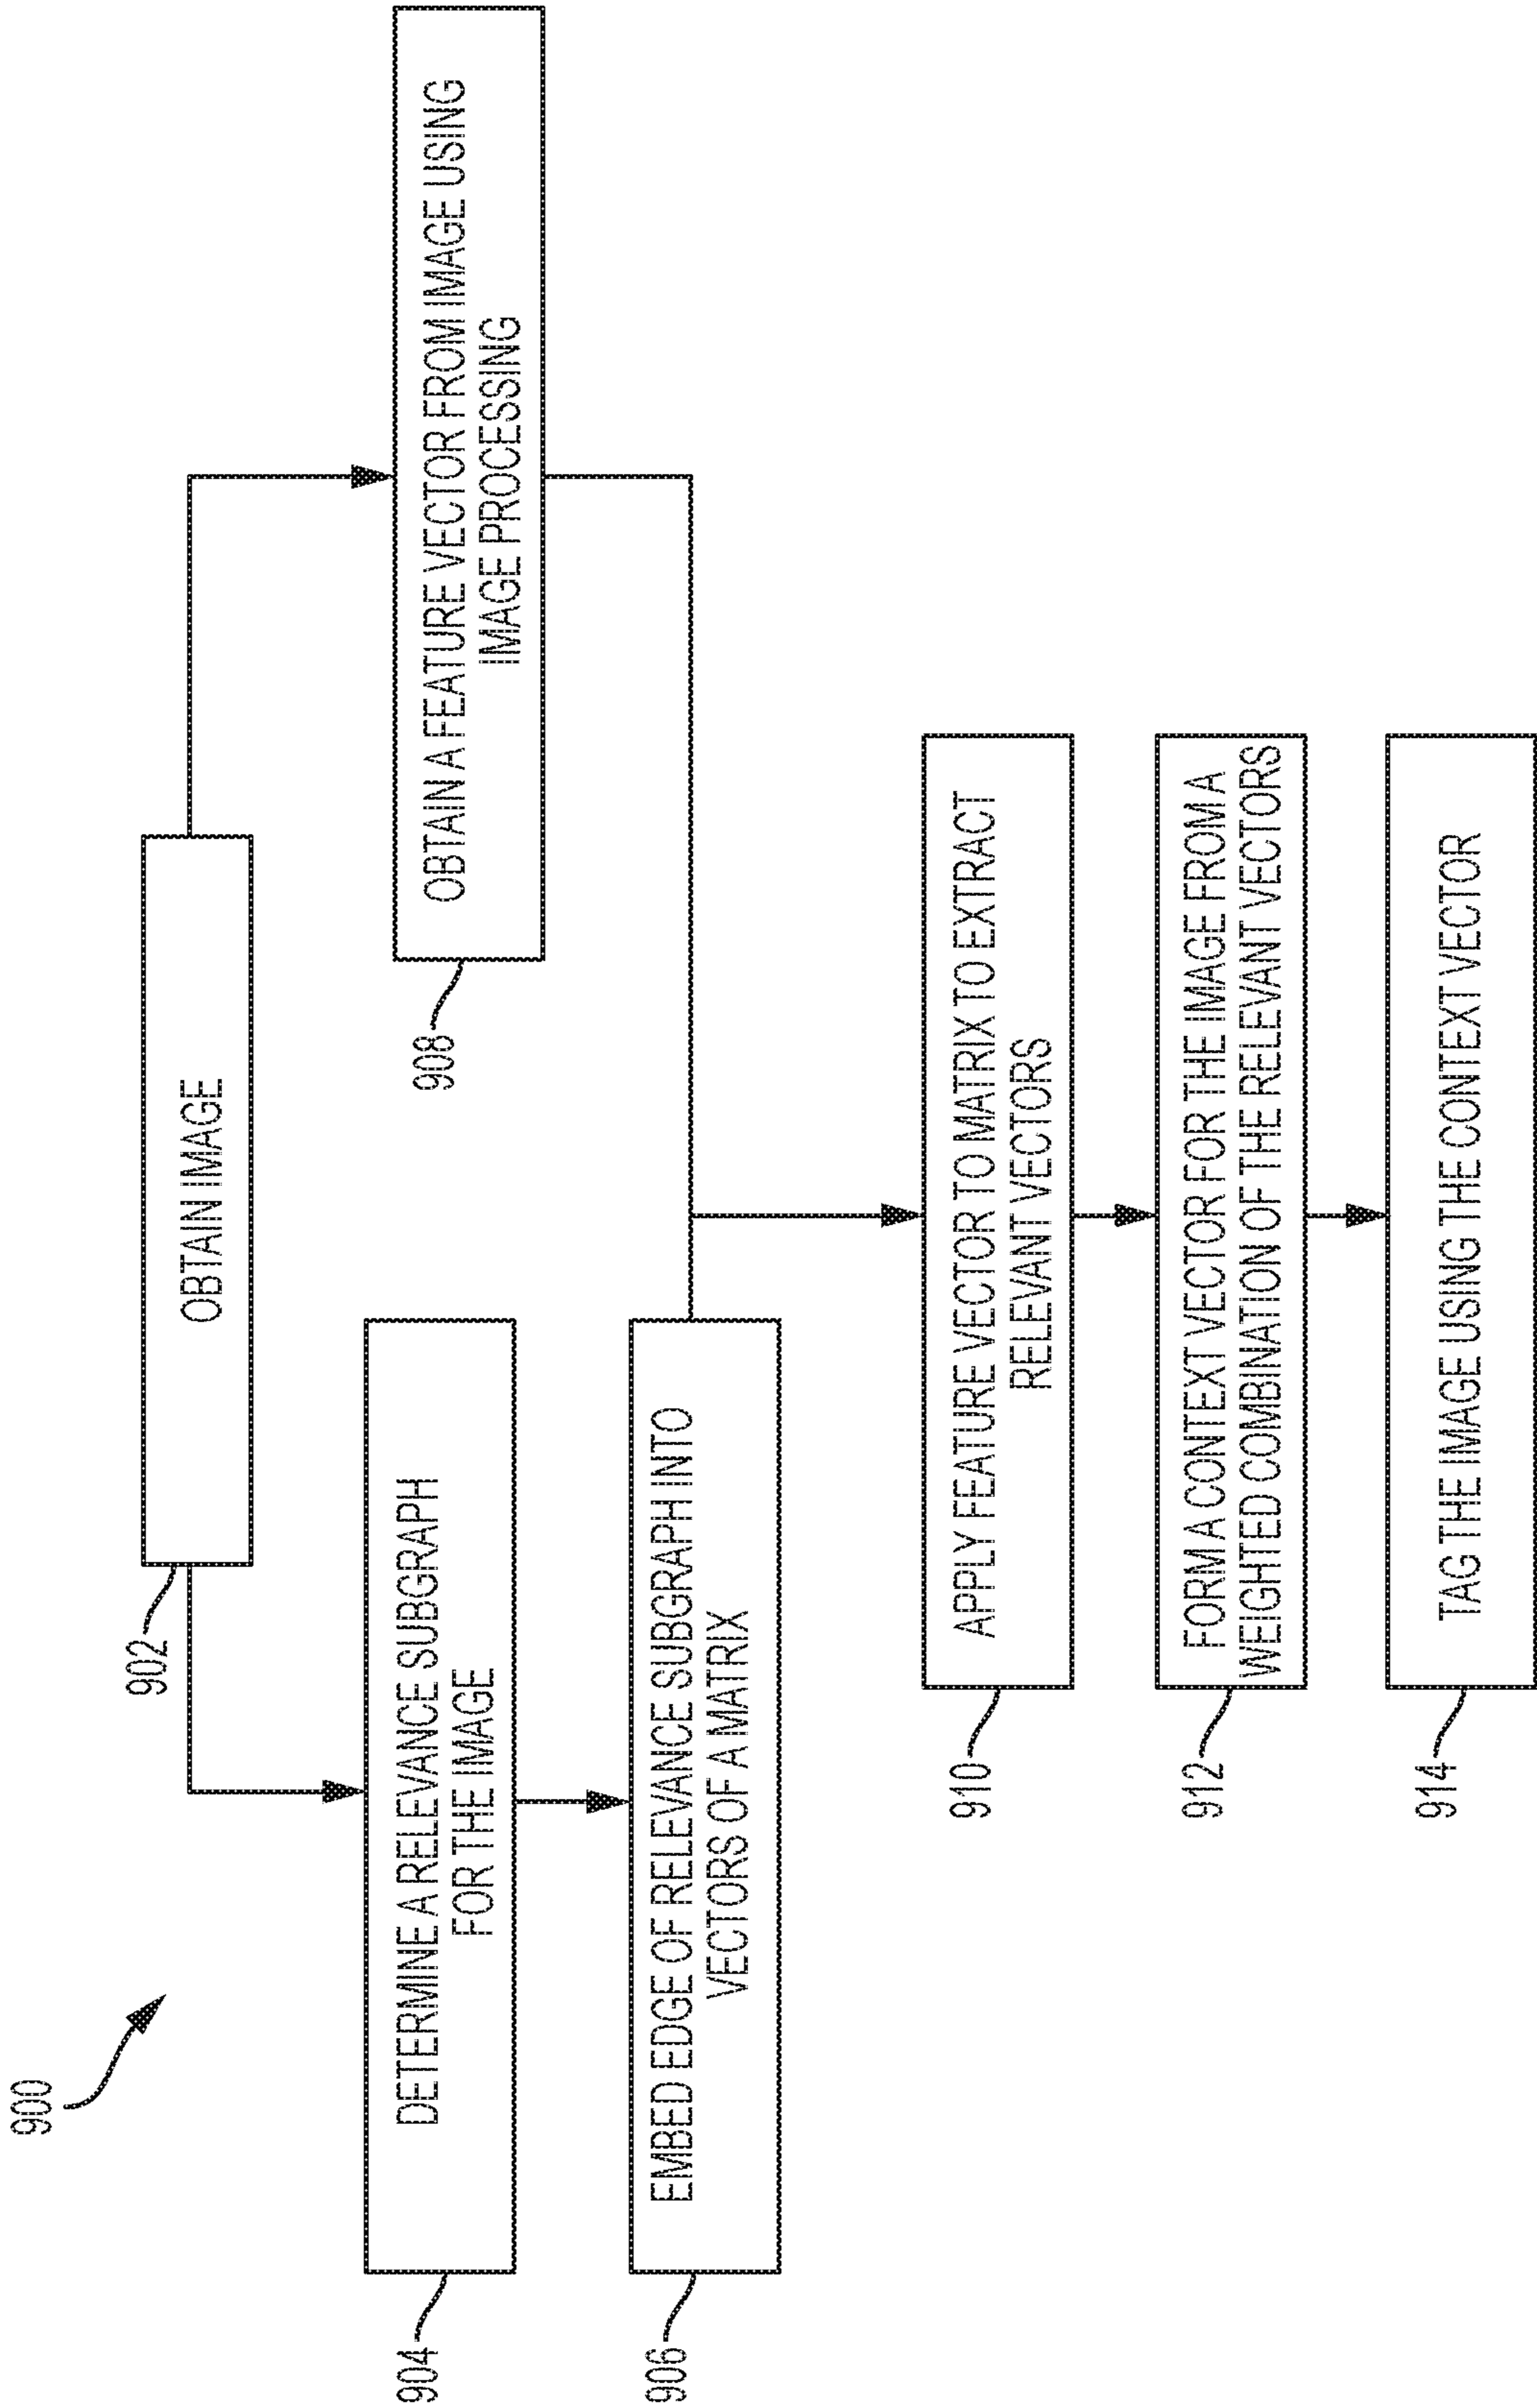 900
OBTAIN IMAGE
902
DETERMINE A RELEVANCE SUBGRAPH
FOR THE IMAGE
904
EMBED EDGE OF RELEVANCE SUBGRAPH INTO
VECTORS OF A MATRIX
906
OBTAIN A FEATURE VECTOR FROM IMAGE USING
IMAGE PROCESSING
908
APPLY FEATURE VECTOR TO MATRIX TO EXTRACT
RELEVANT VECTORS
910
FORM A CONTEXT VECTOR FOR THE IMAGE FROM A
WEIGHTED COMBINATION OF THE RELEVANT VECTORS
912
TAG THE IMAGE USING THE CONTEXT VECTOR
914